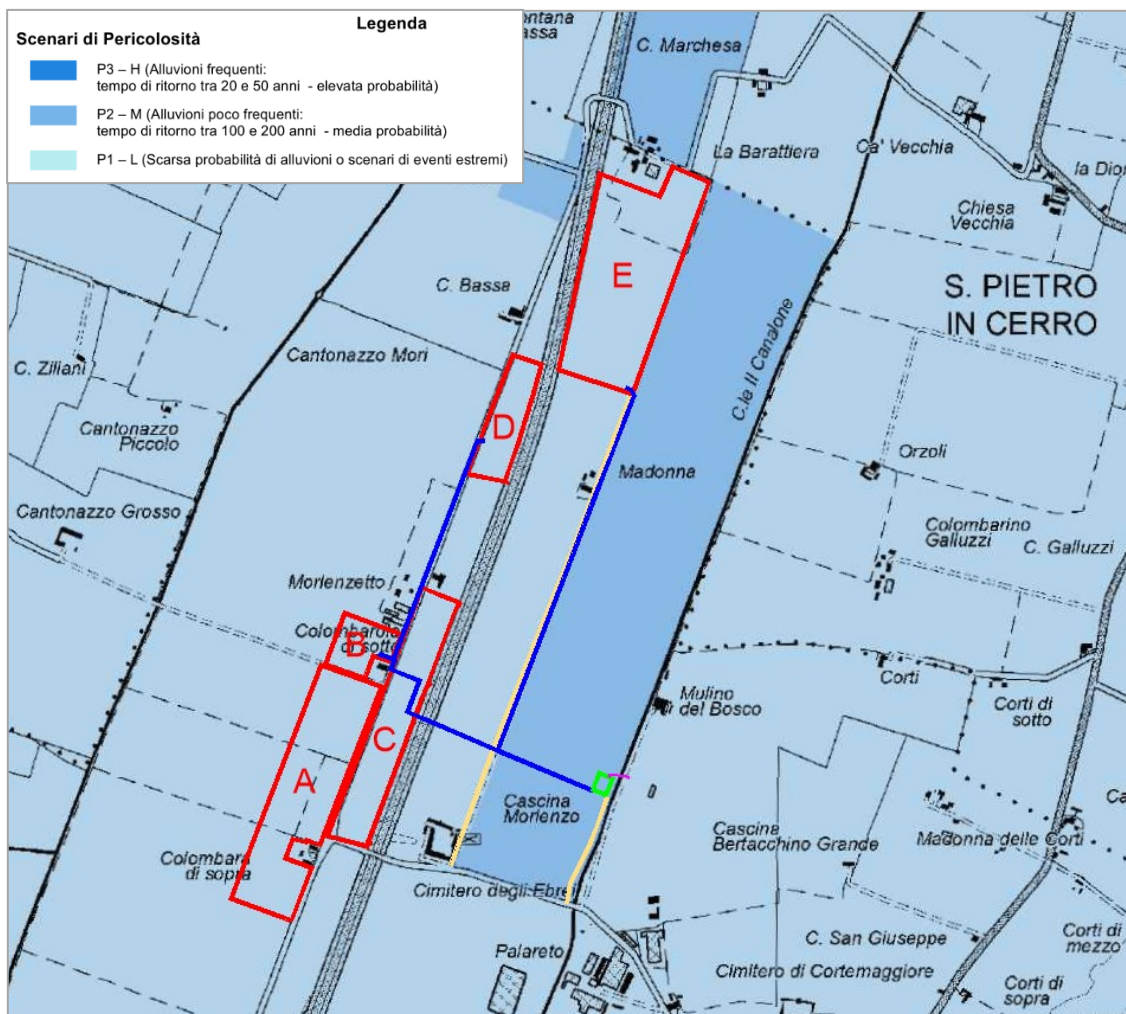 Legenda
Scenari di Pericolosità
P3 – H (Alluvioni frequenti:
tempo di ritorno tra 20 e 50 anni - elevata probabilità)
P2 – M (Alluvioni poco frequenti:
tempo di ritorno tra 100 e 200 anni - media probabilità)
P1 – L (Scarsa probabilità di alluvioni o scenari di eventi estremi)
C. Marchesa
La Barattiera
Ca' Vecchia
Chiesa
Vecchia
S. PIETRO
IN CERRO
E
C. Bassa
C.le Il Canalone
Cantonazzo Mori
C. Ziliani
D
Cantonazzo
Piccolo
Orzoli
Madonna
Cantonazzo Grosso
Colombarino
Galluzzi
C. Galluzzi
Morlenzetto
B
Colombarola
di sotto
Corti
Mulino
del Bosco
Corti di
sotto
C
A
Cascina
Morlenzo
Cascina
Bertacchino Grande
Madonna delle Corti
Colombara
di sopra
Cimitero degli Ebrei
Palareto
C. San Giuseppe
Cimitero di Cortemaggiore
Corti di
mezzo
Corti di
sopra